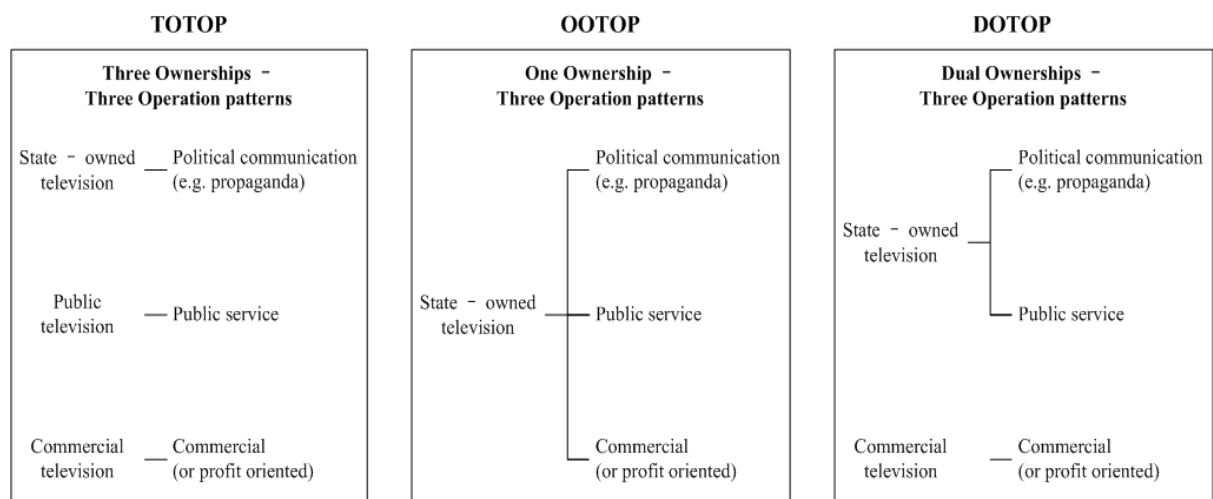 TOTOP
Three Ownerships –
Three Operation patterns
State – owned
television
Political communication
(e.g. propaganda)
Public
television
Public service
Commercial
television
Commercial
(or profit oriented)
OOTOP
One Ownership –
Three Operation patterns
State – owned
television
Political communication
(e.g. propaganda)
Public service
Commercial
(or profit oriented)
DOTOP
Dual Ownerships –
Three Operation patterns
State – owned
television
Political communication
(e.g. propaganda)
Public service
Commercial
television
Commercial
(or profit oriented)